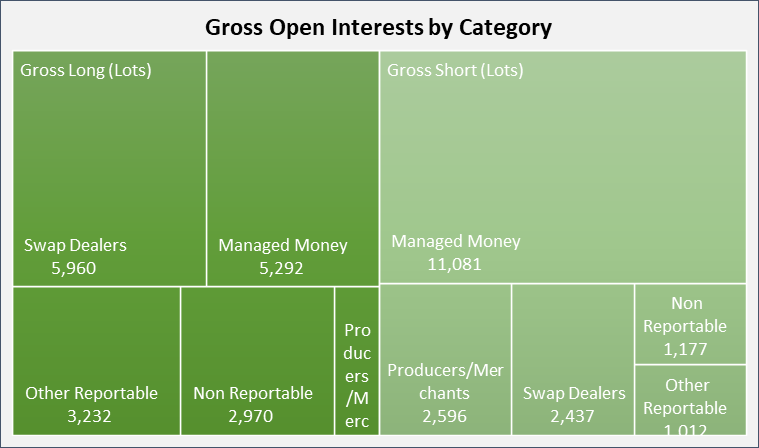 Gross Open Interests by Category
Gross Long (Lots)
Swap Dealers
5,960
Managed Money
5,292
Other Reportable
3,232
Non Reportable
2,970
Pro
duc
ers
/M
erc
Gross Short (Lots)
Managed Money
11,081
Producers/Mer
chants
2,596
Swap Dealers
2,437
Non
Reportable
1,177
Other
Reportable
1,012